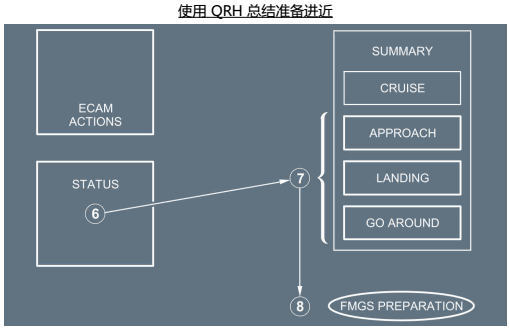 使用 QRH 总结准备进近
ECAM
ACTIONS
STATUS
6
7
8
SUMMARY
CRUISE
APPROACH
LANDING
GO AROUND
FMGS PREPARATION